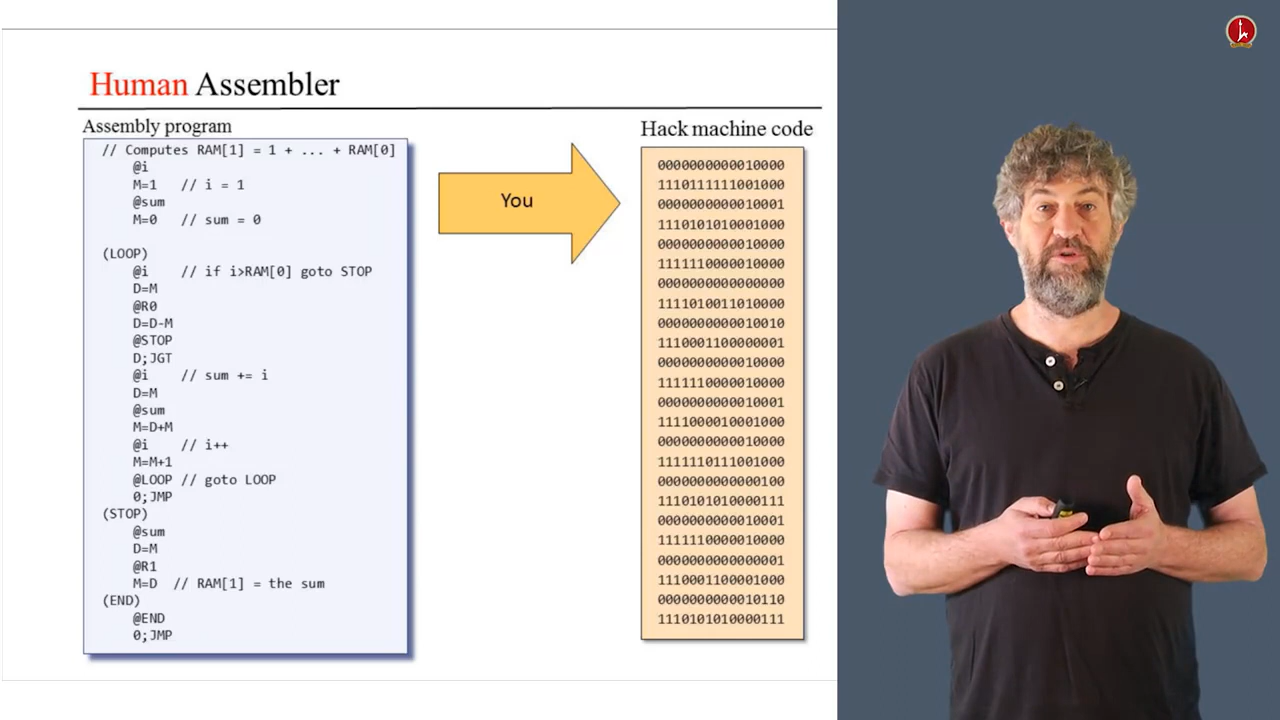 Human Assembler
Assembly program
// Computes RAM[1] = 1 + ... + RAM[0]
@i
M=1 // i = 1
@sum
M=0 // sum = 0
(LOOP)
@i // if i>RAM[0] goto STOP
D=M
@R0
D=D-M
@STOP
D;JGT
@i // sum += i
D=M
@sum
M=D+M
@i // i++
M=M+1
@LOOP // goto LOOP
0;JMP
(STOP)
@sum
D=M
@R1
M=D // RAM[1] = the sum
(END)
@END
0;JMP
You
Hack machine code
0000000000010000
1110111111001000
0000000000010001
1110101010001000
0000000000010000
1111110000010000
0000000000000000
1111010011010000
0000000000010010
1110001100000001
0000000000010000
1111110000010000
0000000000010001
1111000010001000
0000000000010000
1111110111001000
0000000000000100
1110101010000111
0000000000010001
1111110000010000
0000000000000001
1110001100001000
0000000000010110
1110101010000111